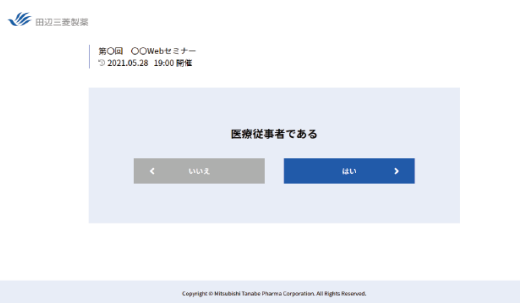 田辺三菱製薬
第〇回 〇〇Webセミナー
2021.05.28 19:00 開催
医療従事者である
いいえ
はい
Copyright © Mitsubishi Tanabe Pharma Corporation. All Rights Reserved.